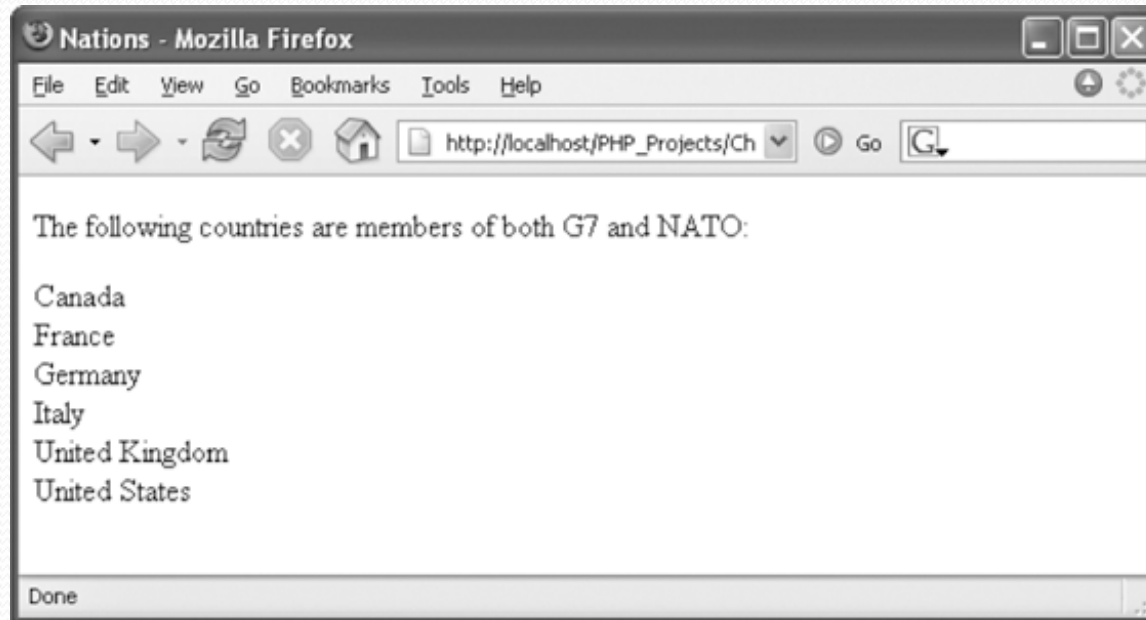 Nations - Mozilla Firefox
File Edit View Go Bookmarks Tools Help
http://localhost/PHP_Projects/Ch Go G
The following countries are members of both G7 and NATO:
Canada
France
Germany
Italy
United Kingdom
United States
Done